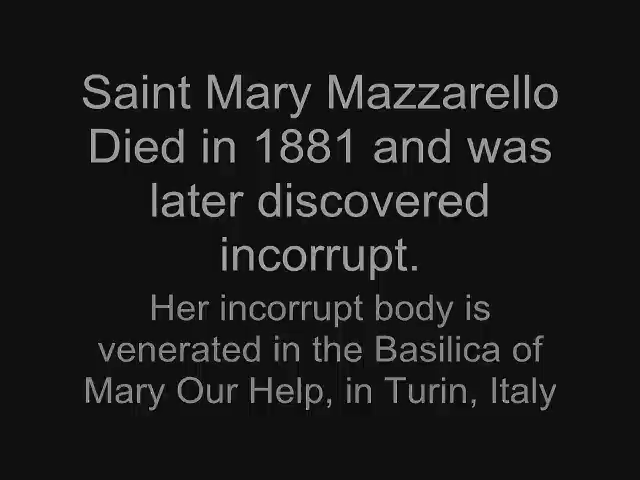 Saint Mary Mazzarello
Died in 1881 and was
later discovered
incorrupt.
Her incorrupt body is
venerated in the Basilica of
Mary Our Help, in Turin, Italy